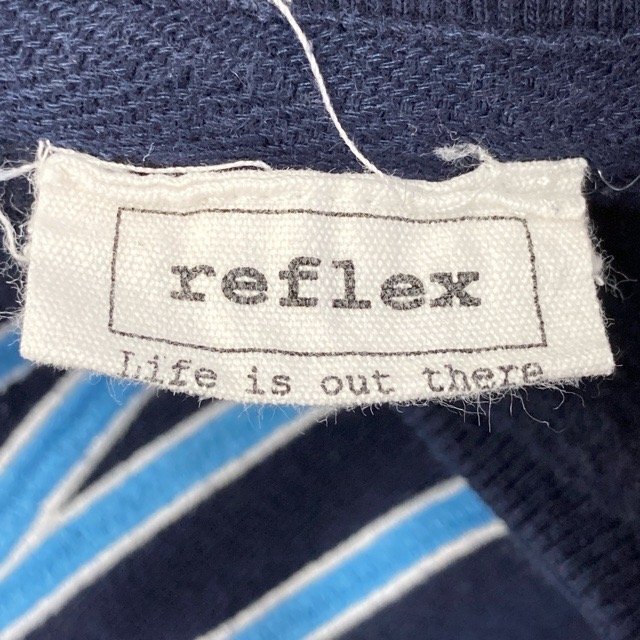 reflex
Life is out there